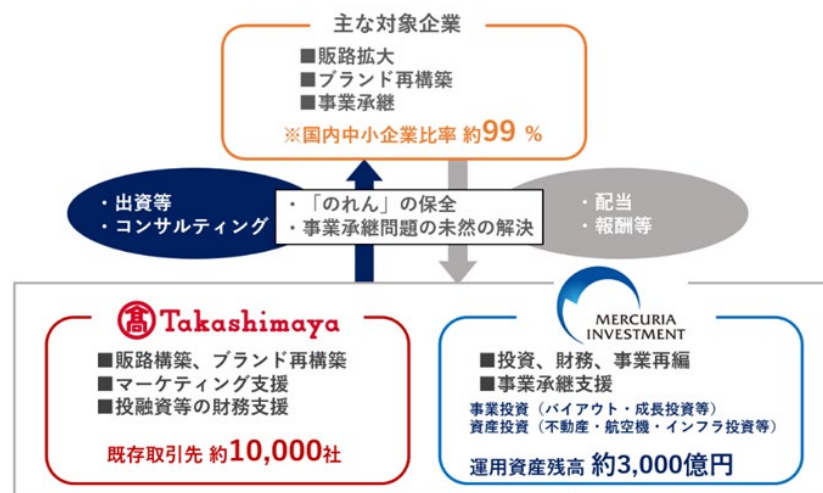 主な対象企業
■販路拡大
■ブランド再構築
■事業承継
※国内中小企業比率 約99 %
・出資等
・コンサルティング
・「のれん」の保全
・事業承継問題の未然の解決
・配当
・報酬等
髙 Takashimaya
■販路構築、ブランド再構築
■マーケティング支援
■投融資等の財務支援
既存取引先 約10,000社
MERCURIA
INVESTMENT
■投資、財務、事業再編
■事業承継支援
事業投資（バイアウト・成長投資等）
資産投資（不動産・航空機・インフラ投資等）
運用資産残高 約3,000億円